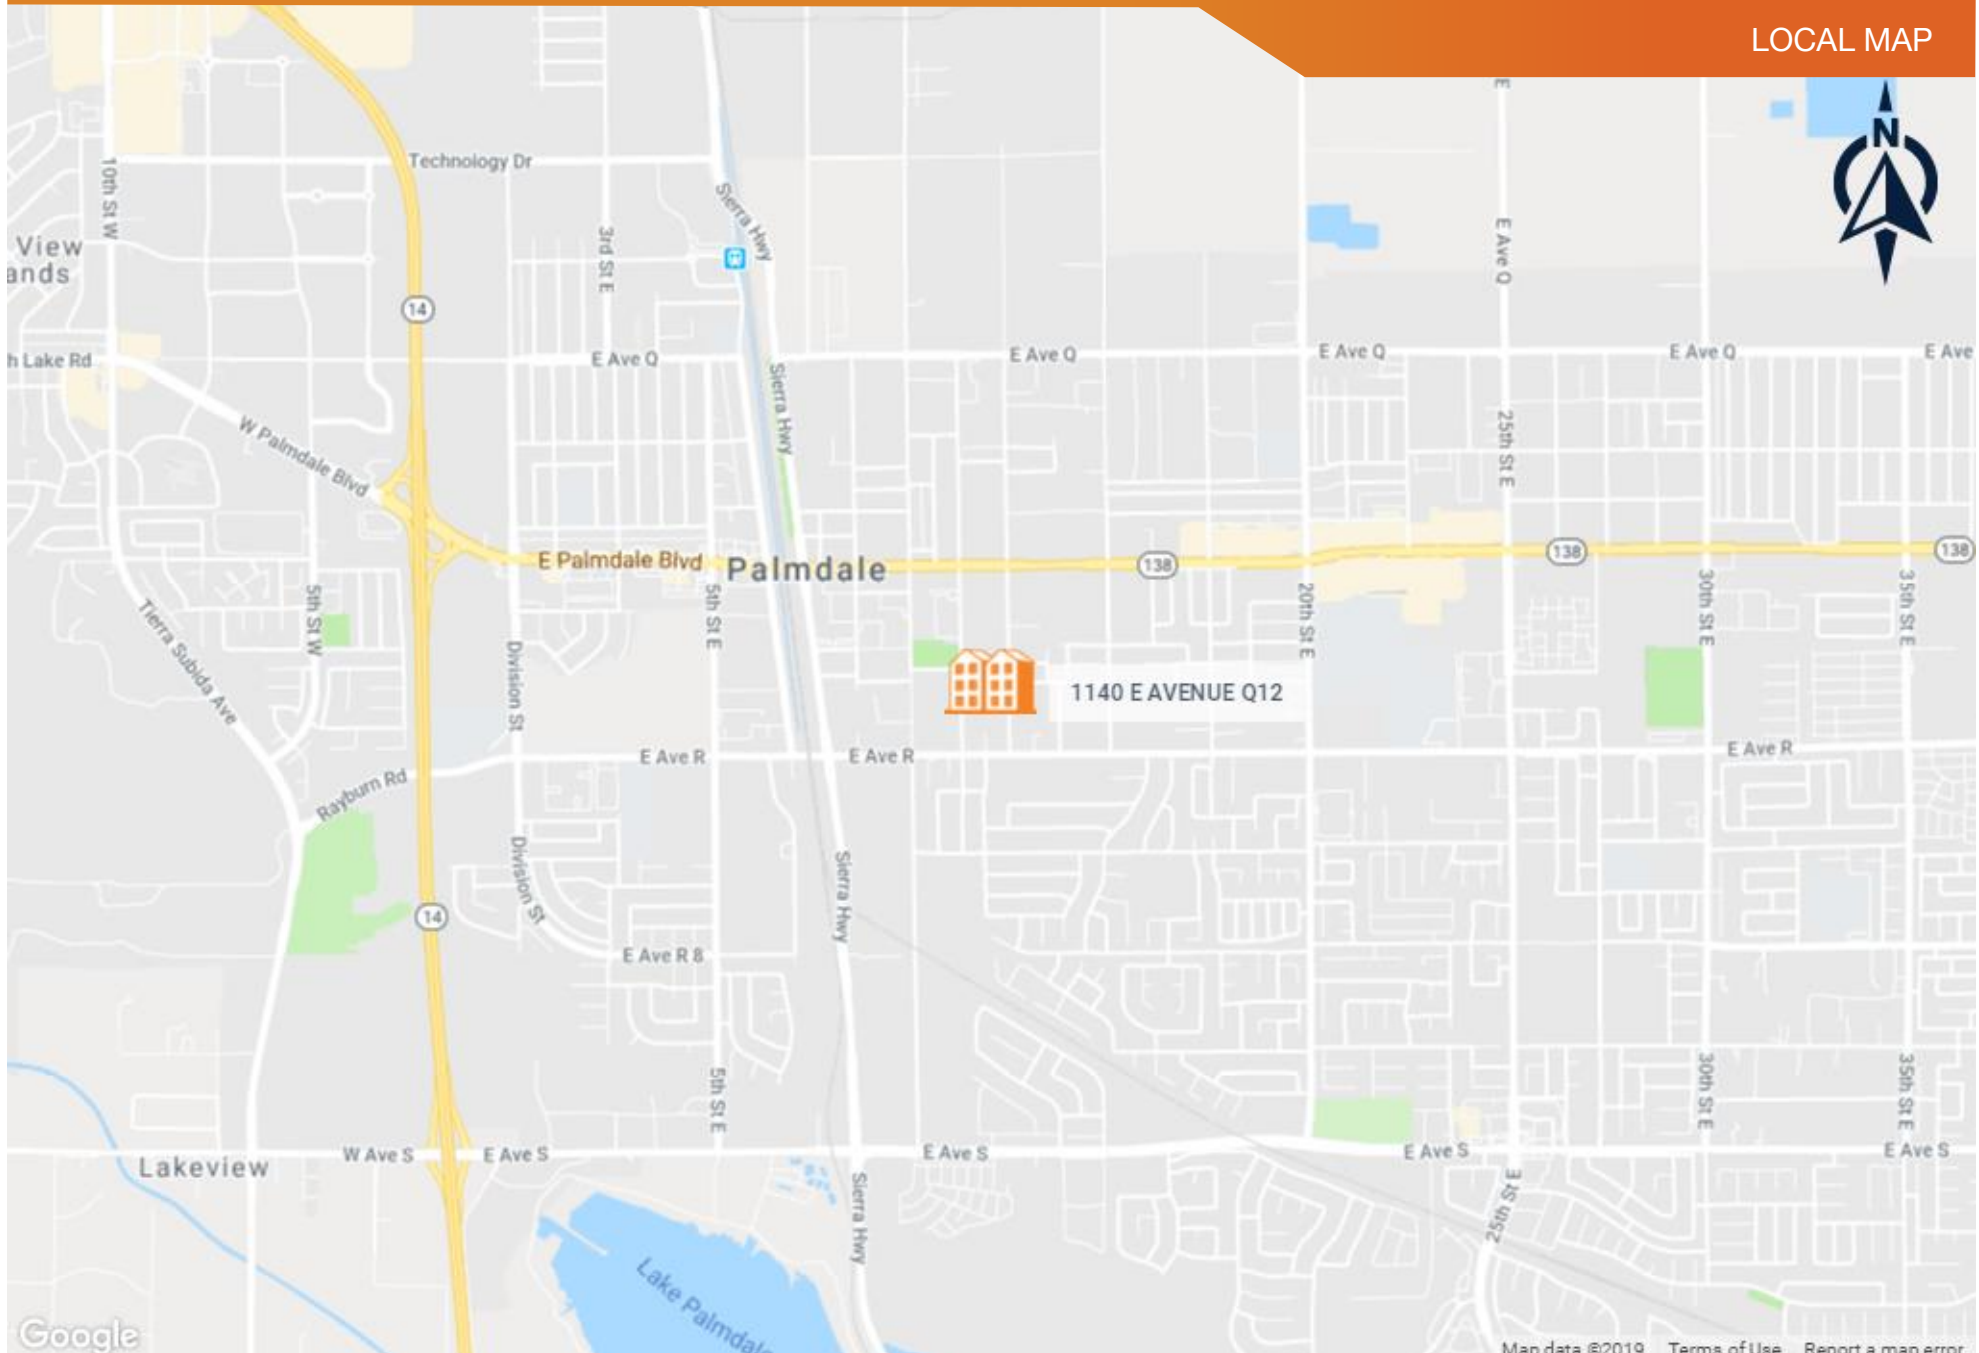 LOCAL MAP
E
N
Technology Dr
10th St W
Sierra Hwy
3rd St E
E Ave Q
View
ands
14
h Lake Rd
E Ave Q
E Ave Q
E Ave Q
E Ave Q
E Ave
Sierra Hwy
25th St E
W Palmdale Blvd
E Palmdale Blvd
Palmdale
138
138
138
5th St W
5th St E
20th St E
30th St E
35th St E
Tierra Subida Ave
Division St
1140 E AVENUE Q12
E Ave R
E Ave R
E Ave R
Rayburn Rd
Division St
Sierra Hwy
14
E Ave R 8
5th St E
30th St E
35th St E
Lakeview
W Ave S
E Ave S
E Ave S
E Ave S
E Ave S
Sierra Hwy
25th St E
Lake Palmdale
Google
Map data ©2019 Terms of Use Report a map error